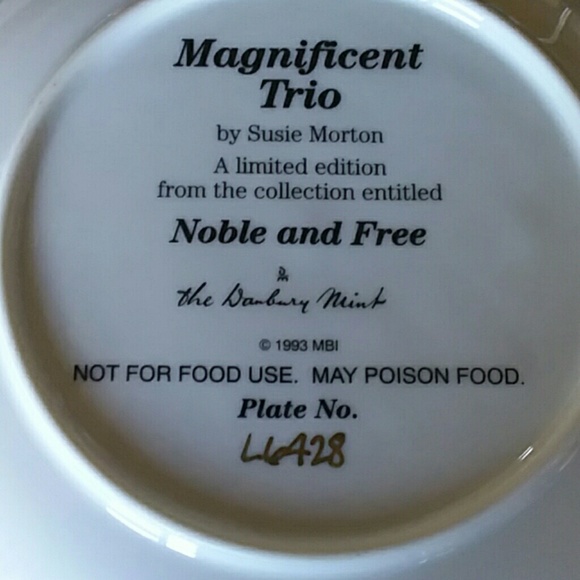 Magnificent
Trio
by Susie Morton
A limited edition
from the collection entitled
Noble and Free
DM
the Danbury Mint
© 1993 MBI
NOT FOR FOOD USE. MAY POISON FOOD.
Plate No.
L6428